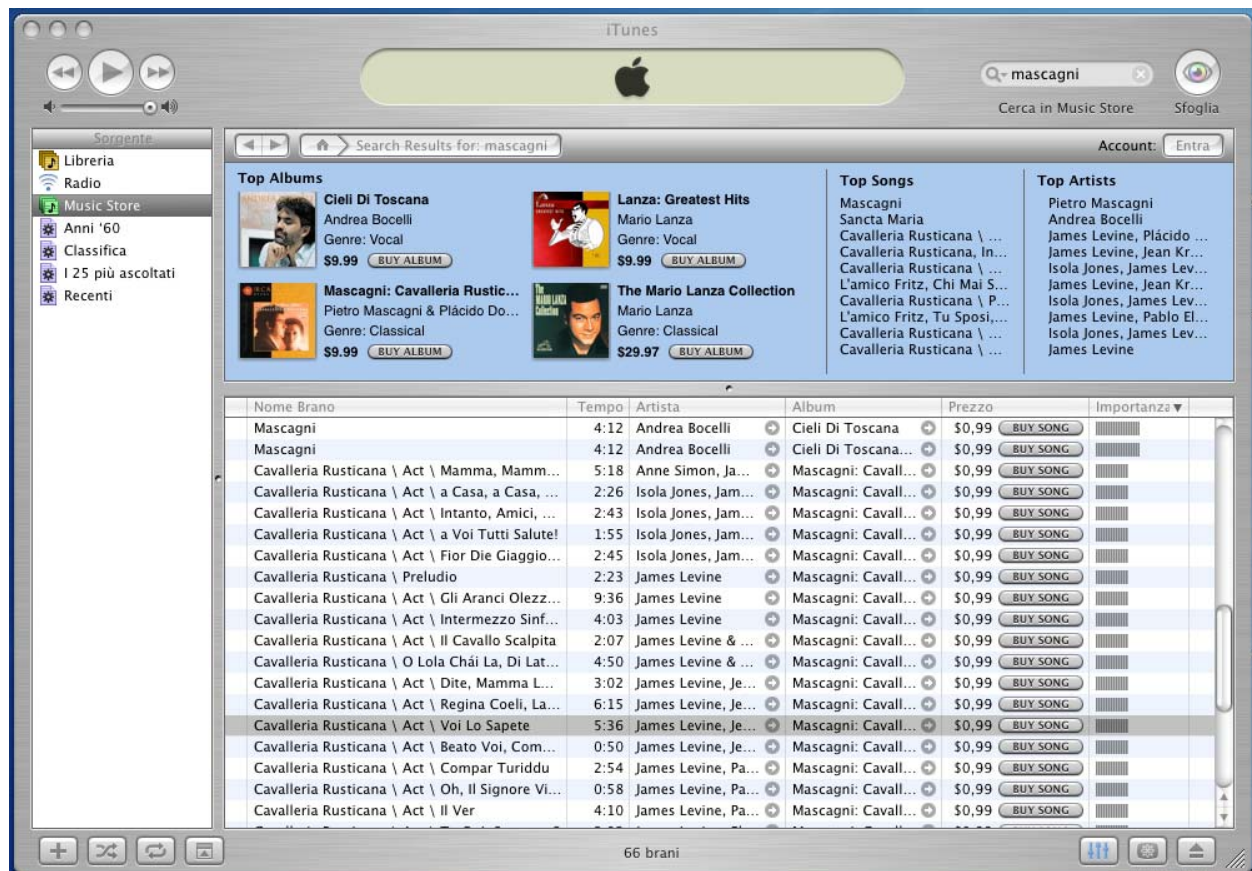 iTunes
mascagni
Cerca in Music Store
Sfoglia
Sorgente
Libreria
Radio
Music Store
Anni '60
Classifica
I 25 più ascoltati
Recenti
Search Results for: mascagni
Account: Entra
Top Albums
Cieli Di Toscana
Andrea Bocelli
Genre: Vocal
$9.99 BUY ALBUM
Lanza: Greatest Hits
Mario Lanza
Genre: Vocal
$9.99 BUY ALBUM
Mascagni: Cavalleria Rustic...
Pietro Mascagni & Plácido Do...
Genre: Classical
$9.99 BUY ALBUM
The Mario Lanza Collection
Mario Lanza
Genre: Classical
$29.97 BUY ALBUM
Top Songs
Mascagni
Sancta Maria
Cavalleria Rusticana \ ...
Cavalleria Rusticana, In...
Cavalleria Rusticana \ ...
L'amico Fritz, Chi Mai S...
Cavalleria Rusticana \ P...
L'amico Fritz, Tu Sposi,...
Cavalleria Rusticana \ ...
Cavalleria Rusticana \ ...
Top Artists
Pietro Mascagni
Andrea Bocelli
James Levine, Plácido ...
James Levine, Jean Kr...
Isola Jones, James Lev...
James Levine, Jean Kr...
Isola Jones, James Lev...
James Levine, Pablo El...
Isola Jones, James Lev...
James Levine
Nome Brano Tempo Artista Album Prezzo Importanza
Mascagni 4:12 Andrea Bocelli Cieli Di Toscana $0,99 BUY SONG
Mascagni 4:12 Andrea Bocelli Cieli Di Toscana... $0,99 BUY SONG
Cavalleria Rusticana \ Act \ Mamma, Mamm... 5:18 Anne Simon, Ja... Mascagni: Cavall... $0,99 BUY SONG
Cavalleria Rusticana \ Act \ a Casa, a Casa, ... 2:26 Isola Jones, Jam... Mascagni: Cavall... $0,99 BUY SONG
Cavalleria Rusticana \ Act \ Intanto, Amici, ... 2:43 Isola Jones, Jam... Mascagni: Cavall... $0,99 BUY SONG
Cavalleria Rusticana \ Act \ a Voi Tutti Salute! 1:55 Isola Jones, Jam... Mascagni: Cavall... $0,99 BUY SONG
Cavalleria Rusticana \ Act \ Fior Die Giaggio... 2:45 Isola Jones, Jam... Mascagni: Cavall... $0,99 BUY SONG
Cavalleria Rusticana \ Preludio 2:23 James Levine Mascagni: Cavall... $0,99 BUY SONG
Cavalleria Rusticana \ Act \ Gli Aranci Olezz... 9:36 James Levine Mascagni: Cavall... $0,99 BUY SONG
Cavalleria Rusticana \ Act \ Intermezzo Sinf... 4:03 James Levine Mascagni: Cavall... $0,99 BUY SONG
Cavalleria Rusticana \ Act \ Il Cavallo Scalpita 2:07 James Levine & ... Mascagni: Cavall... $0,99 BUY SONG
Cavalleria Rusticana \ O Lola Chái La, Di Lat... 4:50 James Levine & ... Mascagni: Cavall... $0,99 BUY SONG
Cavalleria Rusticana \ Act \ Dite, Mamma L... 3:02 James Levine, Je... Mascagni: Cavall... $0,99 BUY SONG
Cavalleria Rusticana \ Act \ Regina Coeli, La... 6:15 James Levine, Je... Mascagni: Cavall... $0,99 BUY SONG
Cavalleria Rusticana \ Act \ Voi Lo Sapete 5:36 James Levine, Je... Mascagni: Cavall... $0,99 BUY SONG
Cavalleria Rusticana \ Act \ Beato Voi, Com... 0:50 James Levine, Je... Mascagni: Cavall... $0,99 BUY SONG
Cavalleria Rusticana \ Act \ Compar Turiddu 2:54 James Levine, Pa... Mascagni: Cavall... $0,99 BUY SONG
Cavalleria Rusticana \ Act \ Oh, Il Signore Vi... 0:58 James Levine, Pa... Mascagni: Cavall... $0,99 BUY SONG
Cavalleria Rusticana \ Act \ Il Ver 4:10 James Levine, Pa... Mascagni: Cavall... $0,99 BUY SONG
66 brani